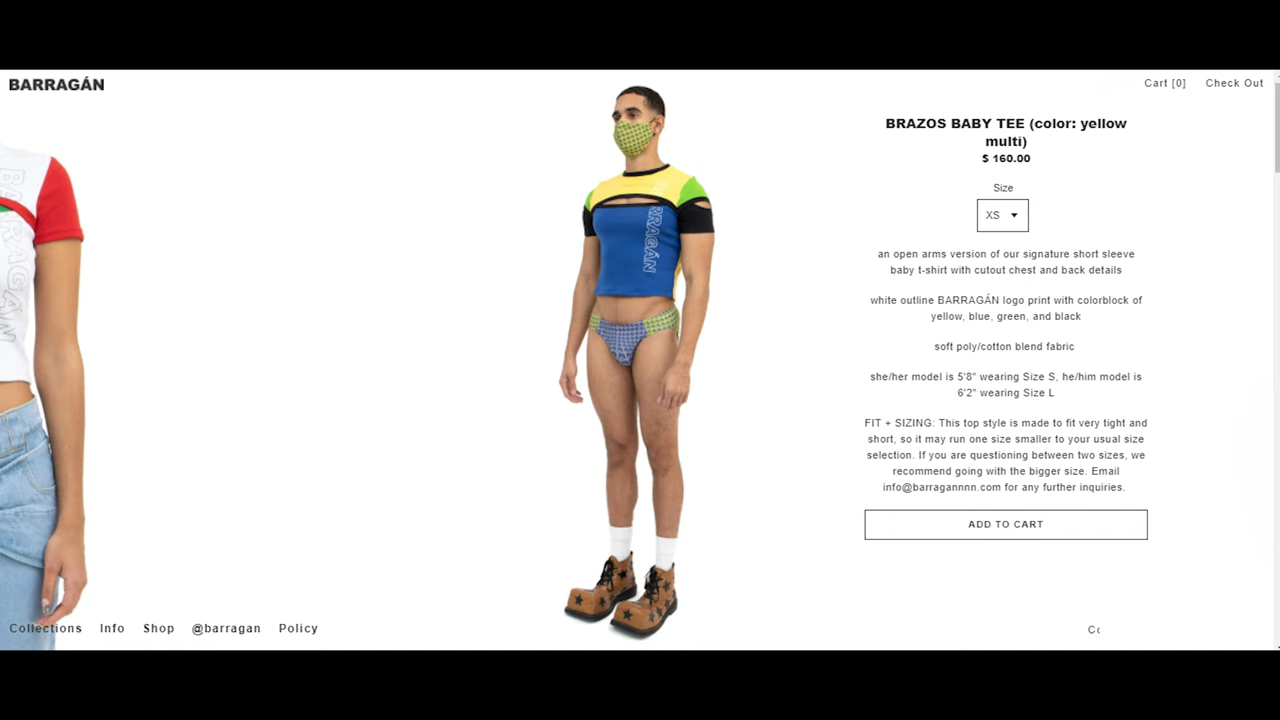 BARRAGÁN
Cart [0] Check Out
BRAZOS BABY TEE (color: yellow
multi)
$ 160.00
Size
XS
an open arms version of our signature short sleeve
baby t-shirt with cutout chest and back details
white outline BARRAGÁN logo print with colorblock of
yellow, blue, green, and black
soft poly/cotton blend fabric
she/her model is 5'8" wearing Size S, he/him model is
6'2" wearing Size L
FIT + SIZING: This top style is made to fit very tight and
short, so it may run one size smaller to your usual size
selection. If you are questioning between two sizes, we
recommend going with the bigger size. Email
info@barragannnn.com for any further inquiries.
ADD TO CART
BARRAGÁN
RRAGÁN
Collections Info Shop @barragan Policy